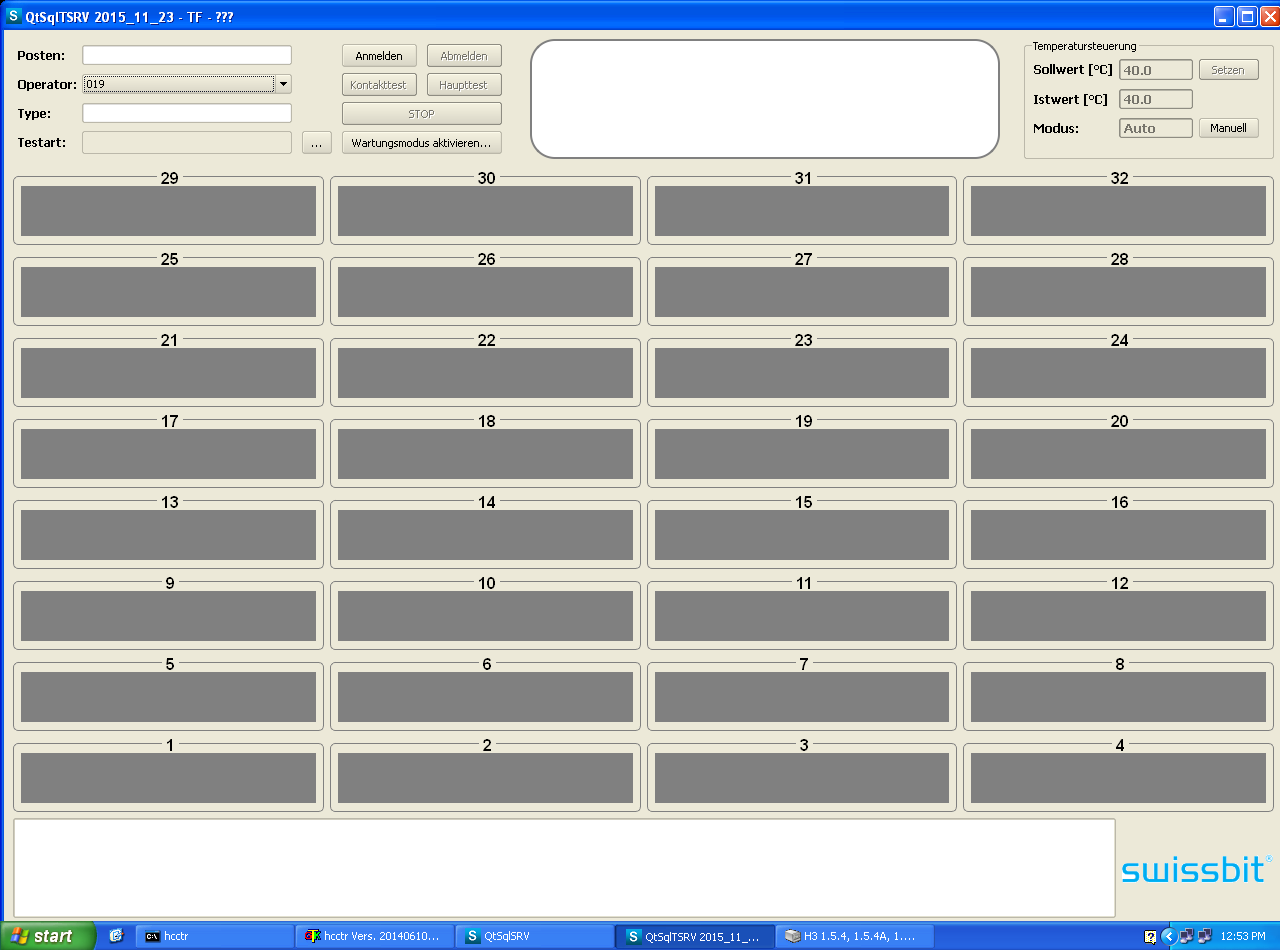 QtSqlTSRV 2015_11_23 - TF - ???
Posten:
Anmelden
Abmelden
Temperatursteuerung
Operator:
019
Kontakttest
Haupttest
Sollwert [°C]
40.0
Setzen
Type:
STOP
Istwert [°C]
40.0
Testart:
...
Wartungsmodus aktivieren...
Modus:
Auto
Manuell
29
30
31
32
25
26
27
28
21
22
23
24
17
18
19
20
13
14
15
16
9
10
11
12
5
6
7
8
1
2
3
4
swissbit®
start
hcctr
hcctr Vers. 20140610...
QtSqlSRV
QtSqlTSRV 2015_11_...
H3 1.5.4, 1.5.4A, 1....
12:53 PM